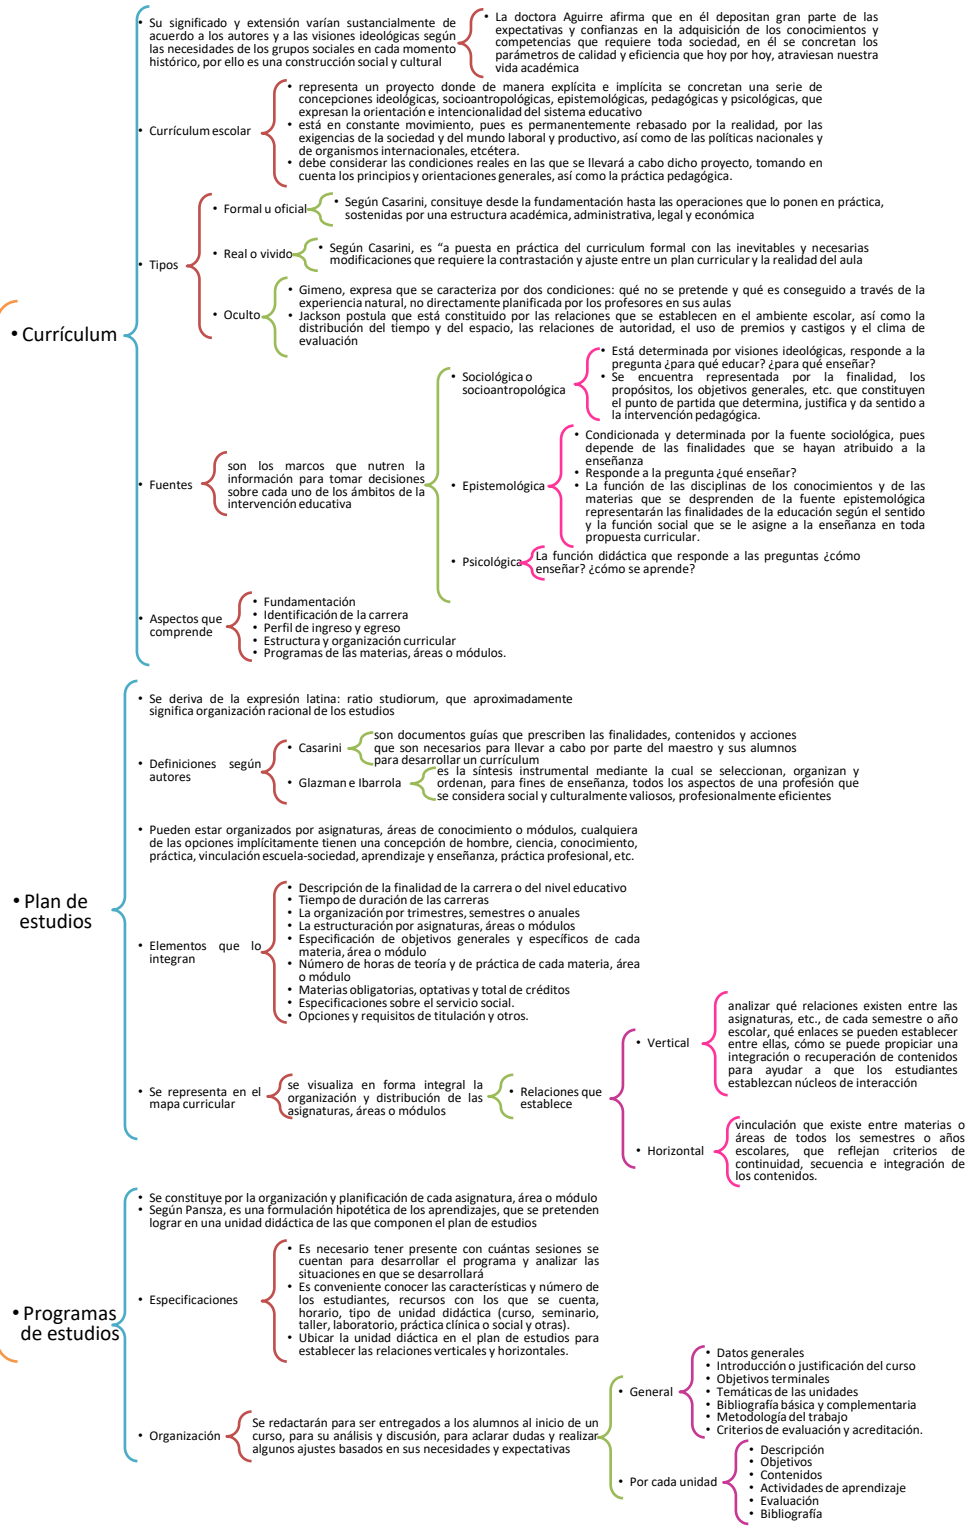 • Currículum
• Su significado y extensión varían sustancialmente de
acuerdo a los autores y a las visiones ideológicas según
las necesidades de los grupos sociales en cada momento
histórico, por ello es una construcción social y cultural
• La doctora Aguirre afirma que en él depositan gran parte de las
expectativas y confianzas en la adquisición de los conocimientos y
competencias que requiere toda sociedad, en él se concretan los
parámetros de calidad y eficiencia que hoy por hoy, atraviesan nuestra
vida académica
• Currículum escolar
• representa un proyecto donde de manera explícita e implícita se concretan una serie de
concepciones ideológicas, socioantropológicas, epistemológicas, pedagógicas y psicológicas, que
expresan la orientación e intencionalidad del sistema educativo
• está en constante movimiento, pues es permanentemente rebasado por la realidad, por las
exigencias de la sociedad y del mundo laboral y productivo, así como de las políticas nacionales y
de organismos internacionales, etcétera.
• debe considerar las condiciones reales en las que se llevará a cabo dicho proyecto, tomando en
cuenta los principios y orientaciones generales, así como la práctica pedagógica.
• Tipos
• Formal u oficial
• Según Casarini, consituye desde la fundamentación hasta las operaciones que lo ponen en práctica,
sostenidas por una estructura académica, administrativa, legal y económica
• Real o vivido
• Según Casarini, es “a puesta en práctica del curriculum formal con las inevitables y necesarias
modificaciones que requiere la contrastación y ajuste entre un plan curricular y la realidad del aula
• Oculto
• Gimeno, expresa que se caracteriza por dos condiciones: qué no se pretende y qué es conseguido a través de la
experiencia natural, no directamente planificada por los profesores en sus aulas
• Jackson postula que está constituido por las relaciones que se establecen en el ambiente escolar, así como la
distribución del tiempo y del espacio, las relaciones de autoridad, el uso de premios y castigos y el clima de
evaluación
• Fuentes
son los marcos que nutren la
información para tomar decisiones
sobre cada uno de los ámbitos de la
intervención educativa
• Sociológica o
socioantropológica
• Está determinada por visiones ideológicas, responde a la
pregunta ¿para qué educar? ¿para qué enseñar?
• Se encuentra representada por la finalidad, los
propósitos, los objetivos generales, etc. que constituyen
el punto de partida que determina, justifica y da sentido a
la intervención pedagógica.
• Epistemológica
• Condicionada y determinada por la fuente sociológica, pues
depende de las finalidades que se hayan atribuido a la
enseñanza
• Responde a la pregunta ¿qué enseñar?
• La función de las disciplinas de los conocimientos y de las
materias que se desprenden de la fuente epistemológica
representarán las finalidades de la educación según el sentido
y la función social que se le asigne a la enseñanza en toda
propuesta curricular.
• Psicológica
La función didáctica que responde a las preguntas ¿cómo
enseñar? ¿cómo se aprende?
• Aspectos que
comprende
• Fundamentación
• Identificación de la carrera
• Perfil de ingreso y egreso
• Estructura y organización curricular
• Programas de las materias, áreas o módulos.
• Plan de
estudios
• Se deriva de la expresión latina: ratio studiorum, que aproximadamente
significa organización racional de los estudios
• Definiciones según
autores
• Casarini
son documentos guías que prescriben las finalidades, contenidos y acciones
que son necesarios para llevar a cabo por parte del maestro y sus alumnos
para desarrollar un currículum
• Glazman e Ibarrola
es la síntesis instrumental mediante la cual se seleccionan, organizan y
ordenan, para fines de enseñanza, todos los aspectos de una profesión que
se considera social y culturalmente valiosos, profesionalmente eficientes
• Pueden estar organizados por asignaturas, áreas de conocimiento o módulos, cualquiera
de las opciones implícitamente tienen una concepción de hombre, ciencia, conocimiento,
práctica, vinculación escuela-sociedad, aprendizaje y enseñanza, práctica profesional, etc.
• Elementos que lo
integran
• Descripción de la finalidad de la carrera o del nivel educativo
• Tiempo de duración de las carreras
• La organización por trimestres, semestres o anuales
• La estructuración por asignaturas, áreas o módulos
• Especificación de objetivos generales y específicos de cada
materia, área o módulo
• Número de horas de teoría y de práctica de cada materia, área
o módulo
• Materias obligatorias, optativas y total de créditos
• Especificaciones sobre el servicio social.
• Opciones y requisitos de titulación y otros.
• Se representa en el
mapa curricular
se visualiza en forma integral la
organización y distribución de las
asignaturas, áreas o módulos
• Relaciones que
establece
• Vertical
analizar qué relaciones existen entre las
asignaturas, etc., de cada semestre o año
escolar, qué enlaces se pueden establecer
entre ellas, cómo se puede propiciar una
integración o recuperación de contenidos
para ayudar a que los estudiantes
establezcan núcleos de interacción
• Horizontal
vinculación que existe entre materias o
áreas de todos los semestres o años
escolares, que reflejan criterios de
continuidad, secuencia e integración de
los contenidos.
• Programas
de estudios
• Se constituye por la organización y planificación de cada asignatura, área o módulo
• Según Pansza, es una formulación hipotética de los aprendizajes, que se pretenden
lograr en una unidad didáctica de las que componen el plan de estudios
• Especificaciones
• Es necesario tener presente con cuántas sesiones se
cuentan para desarrollar el programa y analizar las
situaciones en que se desarrollará
• Es conveniente conocer las características y número de
los estudiantes, recursos con los que se cuenta,
horario, tipo de unidad didáctica (curso, seminario,
taller, laboratorio, práctica clínica o social y otras).
• Ubicar la unidad diáctica en el plan de estudios para
establecer las relaciones verticales y horizontales.
• Organización
Se redactarán para ser entregados a los alumnos al inicio de un
curso, para su análisis y discusión, para aclarar dudas y realizar
algunos ajustes basados en sus necesidades y expectativas
• General
• Datos generales
• Introducción o justificación del curso
• Objetivos terminales
• Temáticas de las unidades
• Bibliografía básica y complementaria
• Metodología del trabajo
• Criterios de evaluación y acreditación.
• Por cada unidad
• Descripción
• Objetivos
• Contenidos
• Actividades de aprendizaje
• Evaluación
• Bibliografía